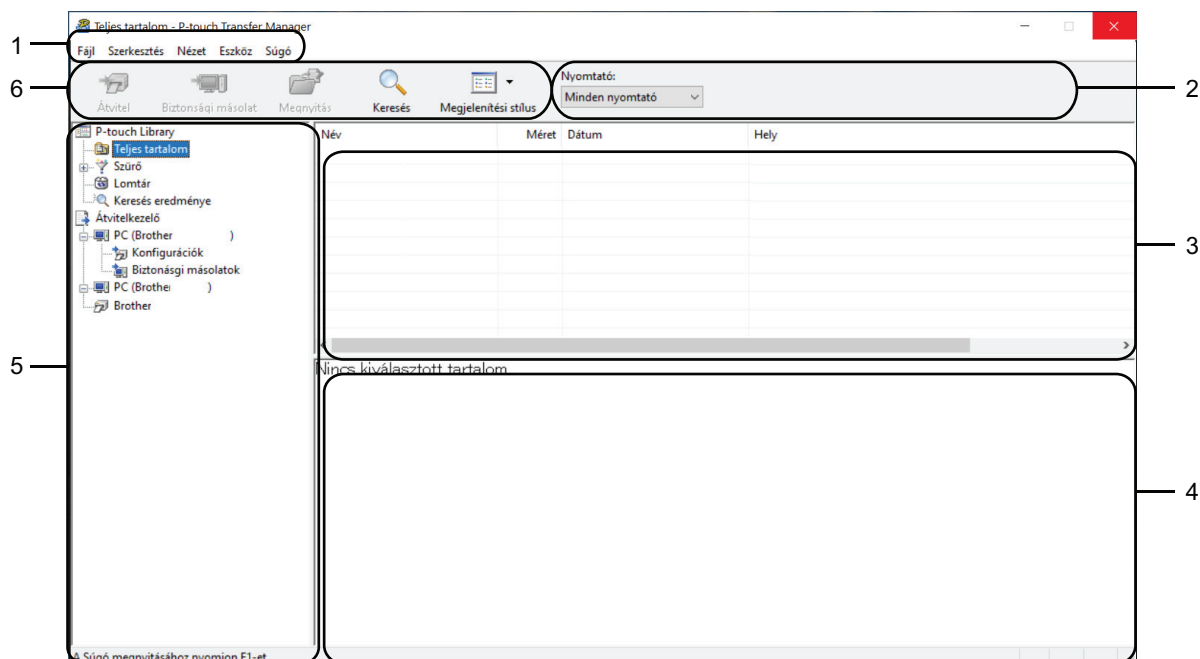 Teljes tartalom - P-touch Transfer Manager
1
Fájl Szerkesztés Nézet Eszköz Súgó
6
Átvitel Biztonsági másolat Megnyitás Keresés Megjelenítési stílus
Nyomtató:
Minden nyomtató
2
P-touch Library
Teljes tartalom
Szűrő
Lomtár
Keresés eredménye
Átvitelkezelő
PC (Brother )
Konfigurációk
Biztonásgi másolatok
PC (Brother )
Brother
5
Név Méret Dátum Hely
3
Nincs kiválasztott tartalom
4
A Súgó megnyitásához nyomjon F1-et